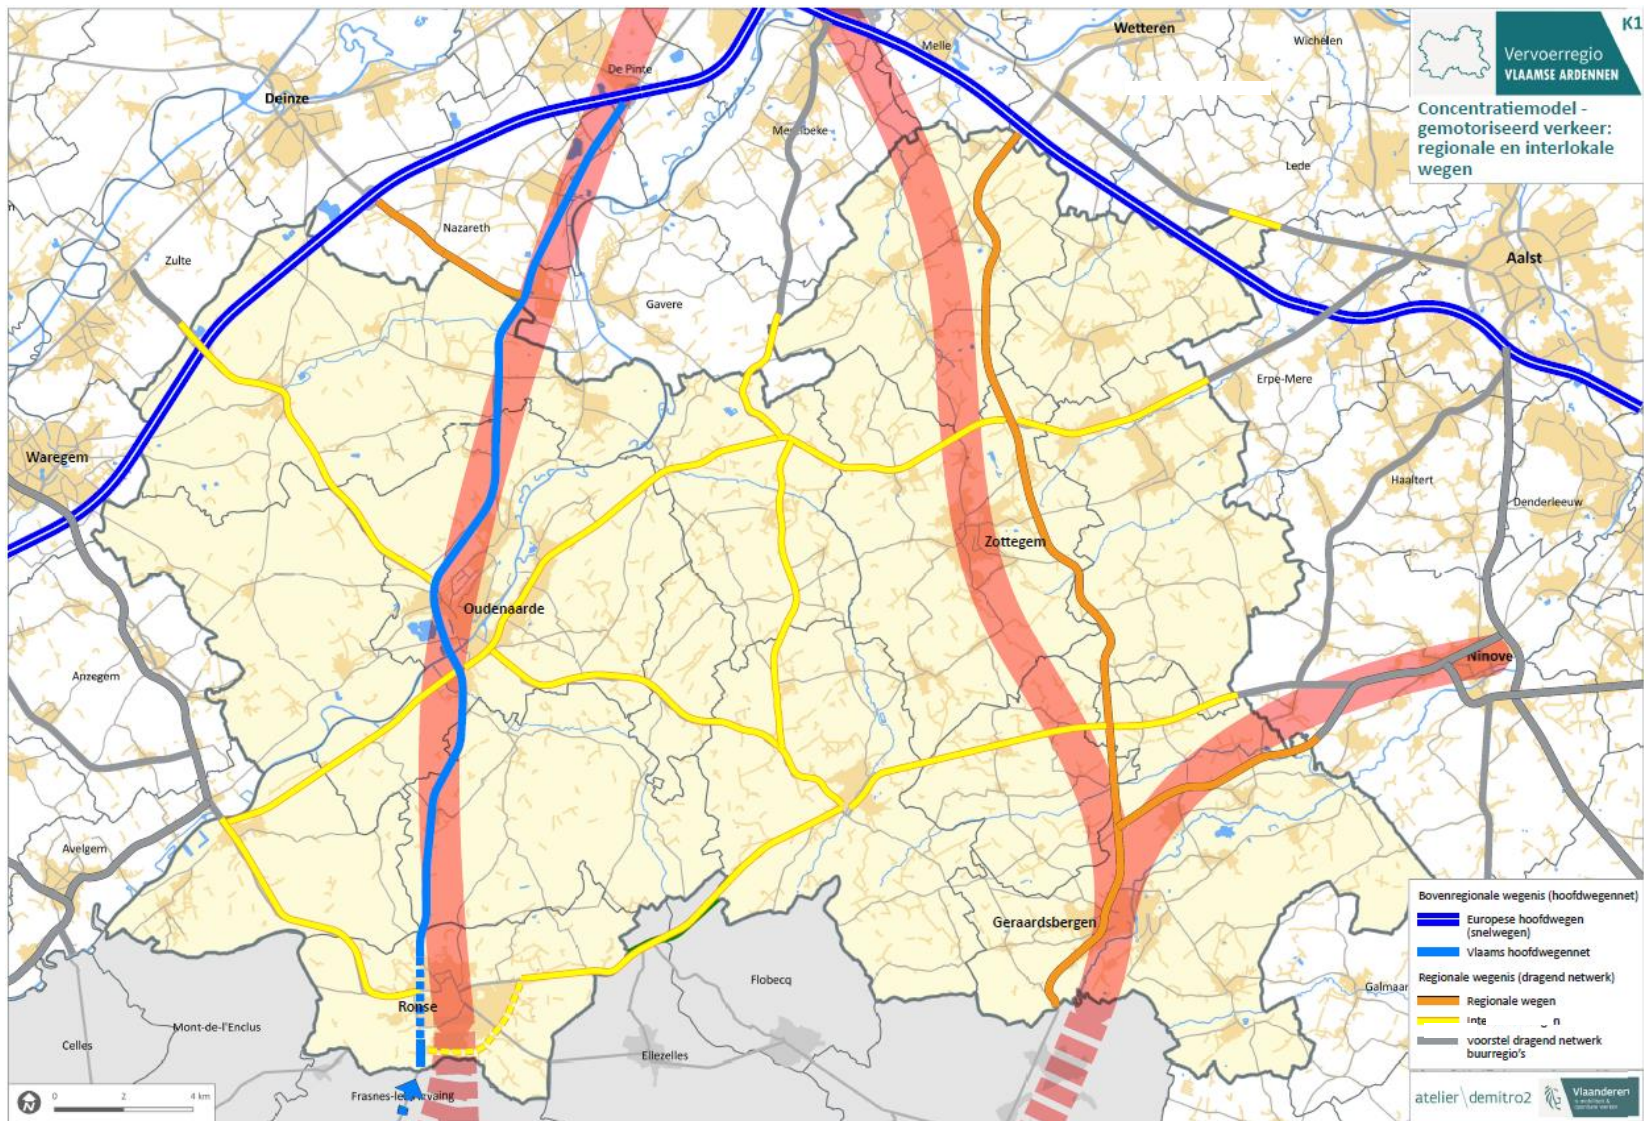 K1
Vervoerregio
VLAAMSE ARDENNEN
Concentratiemodel -
gemotoriseerd verkeer:
regionale en interlokale
wegen
Wetteren
Wichelen
Melle
De Pinte
Deinze
Lede
Nazareth
Zulte
Aalst
Gavere
Erpe-Mere
Waregem
Haaltert
Denderleeuw
Zottegem
Oudenaarde
Ninove
Anzegem
Avelgem
Geraardsbergen
Flobecq
Ronse
Mont-de-l'Enclus
Celles
Ellezelles
Bovenregionale wegenis (hoofdwegennet)
Europese hoofdwegen
(snelwegen)
Vlaams hoofdwegennet
Regionale wegenis (dragend netwerk)
Regionale wegen
voorstel dragend netwerk
buurregio's
0 2 4 km
N
atelier\demitro2
Vlaanderen